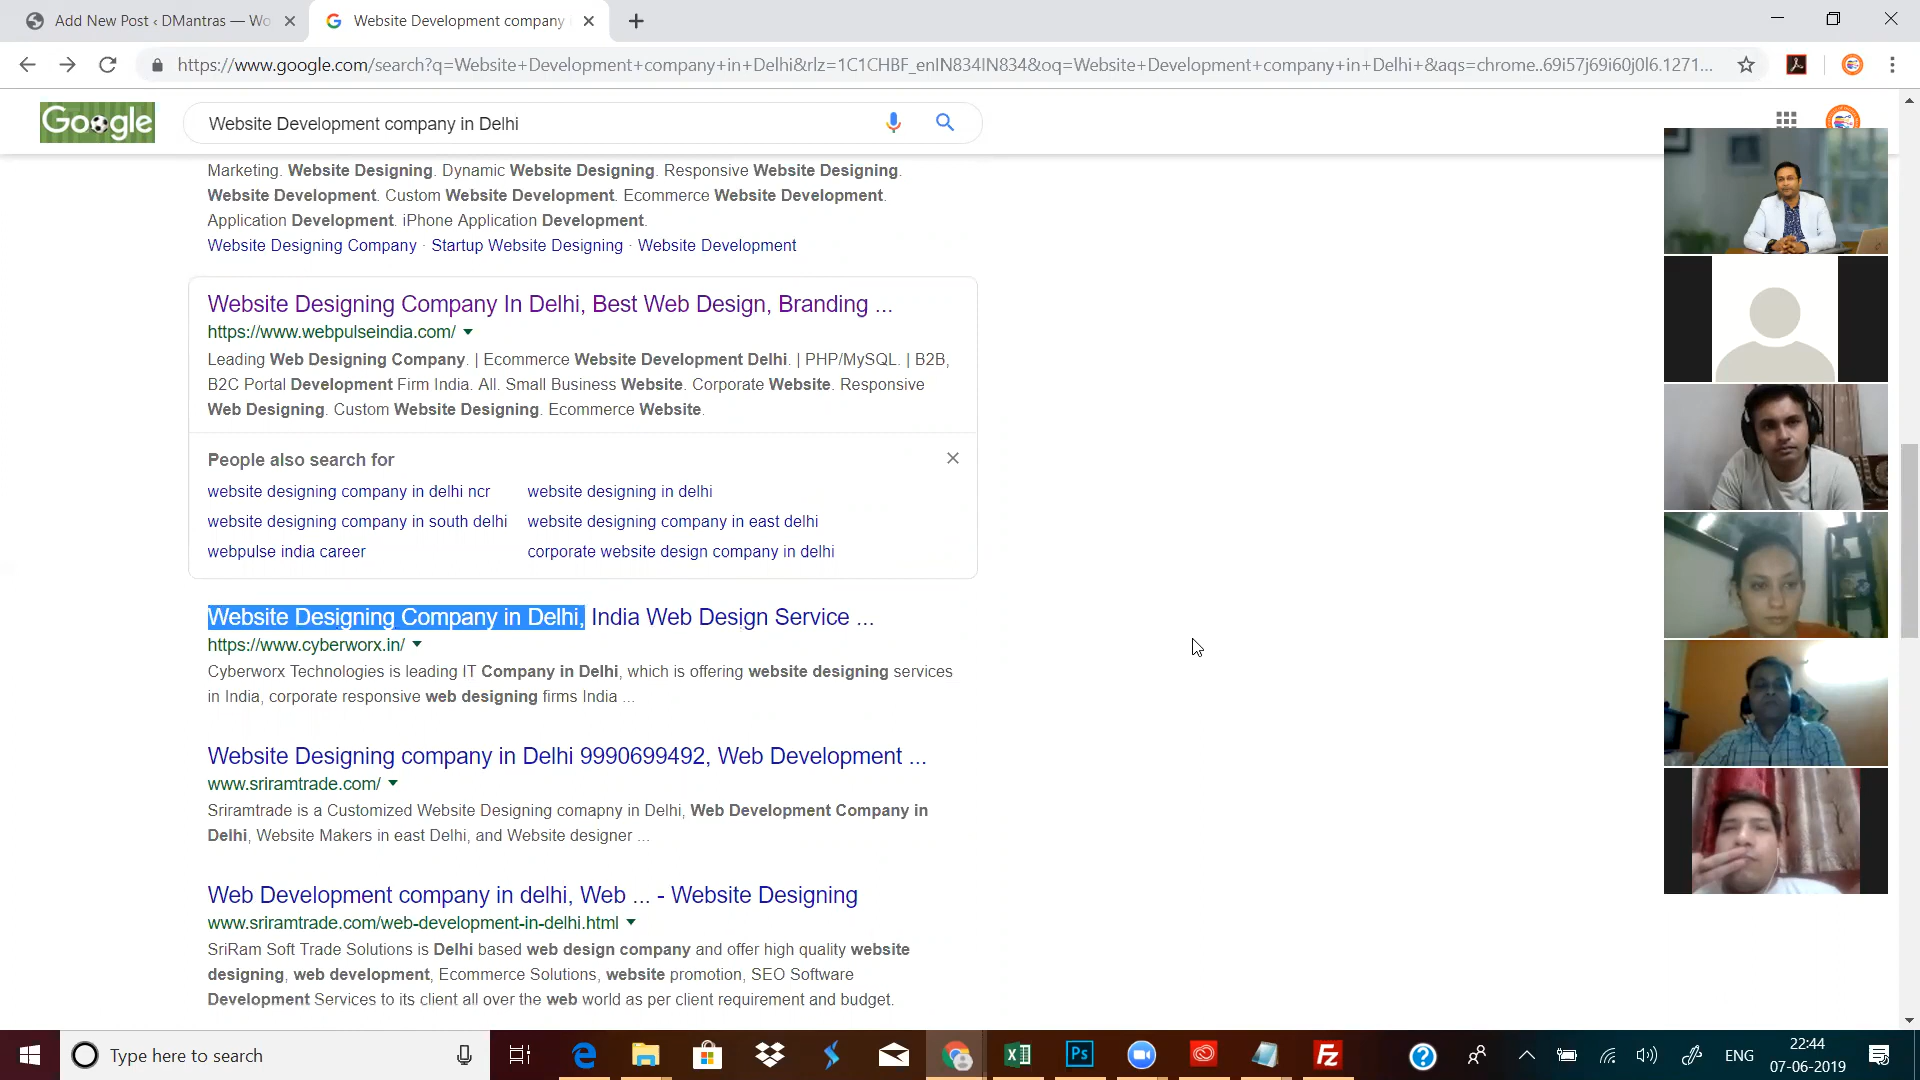 Add New Post ‹ DMantras — Wo
Website Development company
https://www.google.com/search?q=Website+Development+company+in+Delhi&rlz=1C1CHBF_enIN834IN834&oq=Website+Development+company+in+Delhi+&aqs=chrome..69i57j69i60j0l6.1271...
Google
Website Development company in Delhi
Marketing. Website Designing. Dynamic Website Designing. Responsive Website Designing.
Website Development. Custom Website Development. Ecommerce Website Development.
Application Development. iPhone Application Development.
Website Designing Company · Startup Website Designing · Website Development
Website Designing Company In Delhi, Best Web Design, Branding ...
https://www.webpulseindia.com/
Leading Web Designing Company. | Ecommerce Website Development Delhi. | PHP/MySQL. | B2B,
B2C Portal Development Firm India. All. Small Business Website. Corporate Website. Responsive
Web Designing. Custom Website Designing. Ecommerce Website.
People also search for
website designing company in delhi ncr website designing in delhi
website designing company in south delhi website designing company in east delhi
webpulse india career corporate website design company in delhi
Website Designing Company in Delhi, India Web Design Service ...
https://www.cyberworx.in/
Cyberworx Technologies is leading IT Company in Delhi, which is offering website designing services
in India, corporate responsive web designing firms India ...
Website Designing company in Delhi 9990699492, Web Development ...
www.sriramtrade.com/
Sriramtrade is a Customized Website Designing comapny in Delhi, Web Development Company in
Delhi, Website Makers in east Delhi, and Website designer ...
Web Development company in delhi, Web ... - Website Designing
www.sriramtrade.com/web-development-in-delhi.html
SriRam Soft Trade Solutions is Delhi based web design company and offer high quality website
designing, web development, Ecommerce Solutions, website promotion, SEO Software
Development Services to its client all over the web world as per client requirement and budget.
Type here to search
Ps
Fz
ENG
22:44
07-06-2019